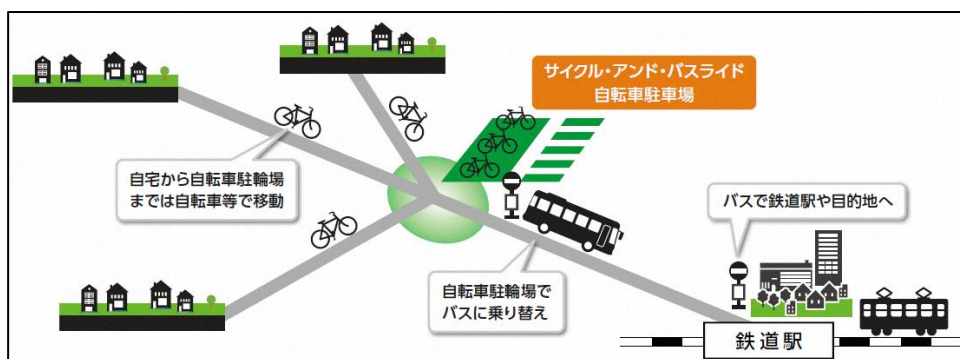 サイクル・アンド・バスライド
自転車駐車場
自宅から自転車駐輪場
までは自転車等で移動
バスで鉄道駅や目的地へ
自転車駐輪場で
バスに乗り替え
鉄道駅